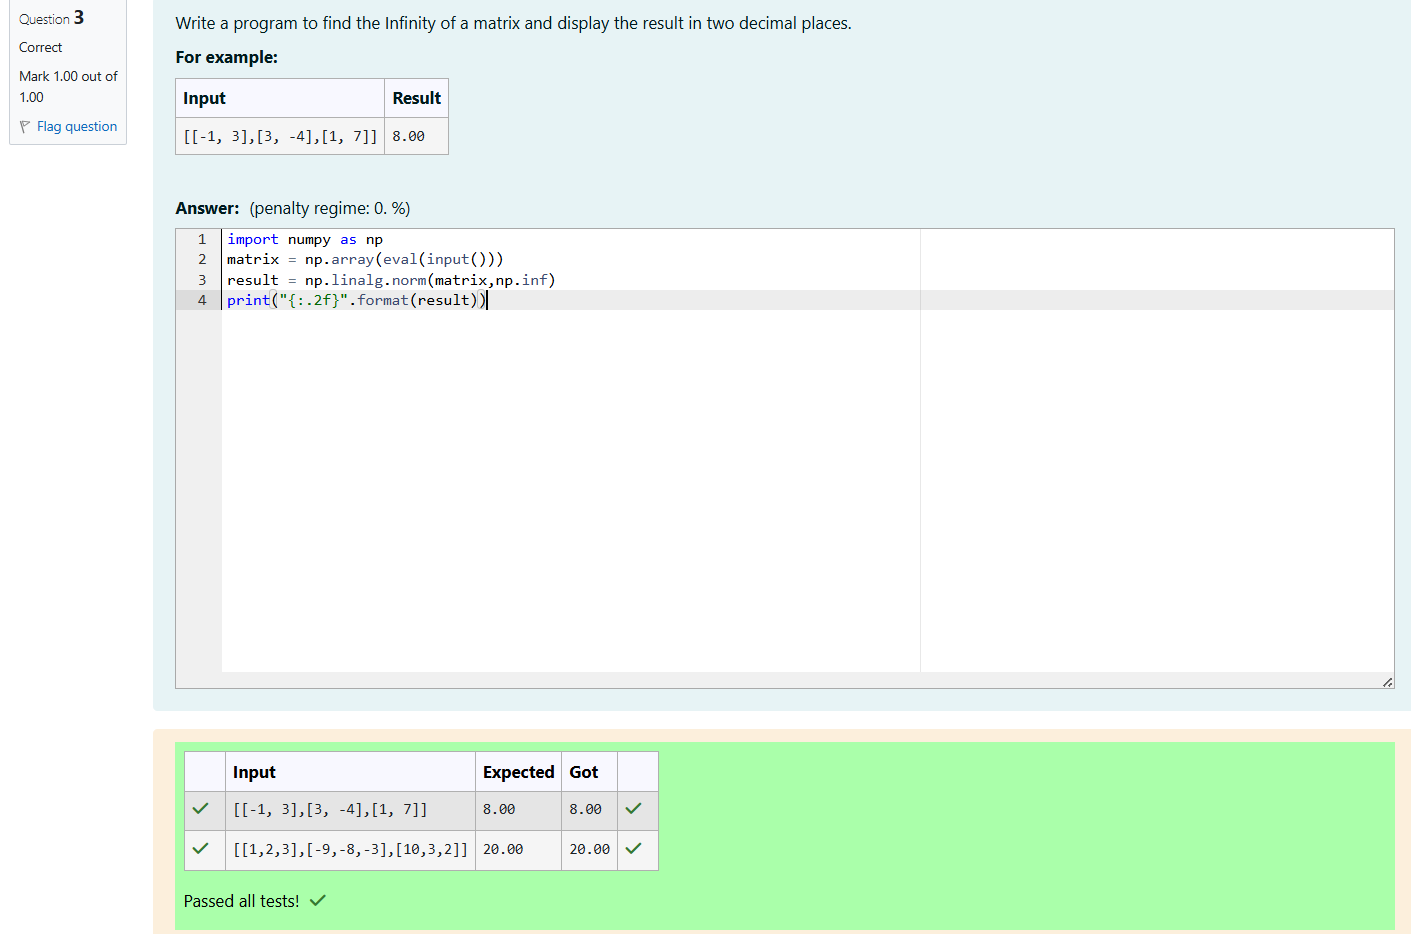 Question 3
Correct
Mark 1.00 out of
1.00
Flag question
Write a program to find the Infinity of a matrix and display the result in two decimal places.
For example:
Input Result
[[-1, 3],[3, -4],[1, 7]] 8.00
Answer: (penalty regime: 0. %)
1 import numpy as np
2 matrix = np.array(eval(input()))
3 result = np.linalg.norm(matrix,np.inf)
4 print("{:.2f}".format(result))
Input Expected Got
[[-1, 3],[3, -4],[1, 7]] 8.00 8.00
[[1,2,3],[-9,-8,-3],[10,3,2]] 20.00 20.00
Passed all tests!